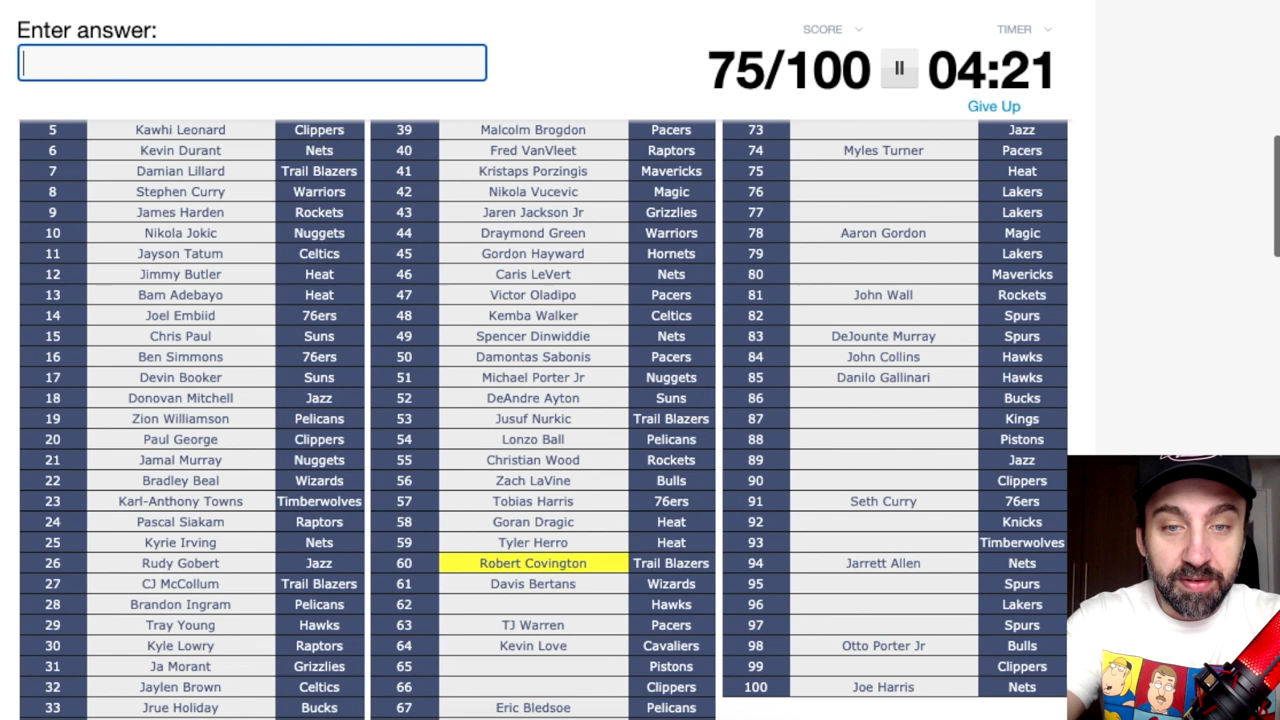 Enter answer:
SCORE
TIMER
75/100
04:21
Give Up
5 Kawhi Leonard Clippers
6 Kevin Durant Nets
7 Damian Lillard Trail Blazers
8 Stephen Curry Warriors
9 James Harden Rockets
10 Nikola Jokic Nuggets
11 Jayson Tatum Celtics
12 Jimmy Butler Heat
13 Bam Adebayo Heat
14 Joel Embiid 76ers
15 Chris Paul Suns
16 Ben Simmons 76ers
17 Devin Booker Suns
18 Donovan Mitchell Jazz
19 Zion Williamson Pelicans
20 Paul George Clippers
21 Jamal Murray Nuggets
22 Bradley Beal Wizards
23 Karl-Anthony Towns Timberwolves
24 Pascal Siakam Raptors
25 Kyrie Irving Nets
26 Rudy Gobert Jazz
27 CJ McCollum Trail Blazers
28 Brandon Ingram Pelicans
29 Tray Young Hawks
30 Kyle Lowry Raptors
31 Ja Morant Grizzlies
32 Jaylen Brown Celtics
33 Jrue Holiday Bucks
39 Malcolm Brogdon Pacers
40 Fred VanVleet Raptors
41 Kristaps Porzingis Mavericks
42 Nikola Vucevic Magic
43 Jaren Jackson Jr Grizzlies
44 Draymond Green Warriors
45 Gordon Hayward Hornets
46 Caris LeVert Nets
47 Victor Oladipo Pacers
48 Kemba Walker Celtics
49 Spencer Dinwiddie Nets
50 Damontas Sabonis Pacers
51 Michael Porter Jr Nuggets
52 DeAndre Ayton Suns
53 Jusuf Nurkic Trail Blazers
54 Lonzo Ball Pelicans
55 Christian Wood Rockets
56 Zach LaVine Bulls
57 Tobias Harris 76ers
58 Goran Dragic Heat
59 Tyler Herro Heat
60 Robert Covington Trail Blazers
61 Davis Bertans Wizards
62 Hawks
63 TJ Warren Pacers
64 Kevin Love Cavaliers
65 Pistons
66 Clippers
67 Eric Bledsoe Pelicans
73 Jazz
74 Myles Turner Pacers
75 Heat
76 Lakers
77 Lakers
78 Aaron Gordon Magic
79 Lakers
80 Mavericks
81 John Wall Rockets
82 Spurs
83 DeJounte Murray Spurs
84 John Collins Hawks
85 Danilo Gallinari Hawks
86 Bucks
87 Kings
88 Pistons
89 Jazz
90 Clippers
91 Seth Curry 76ers
92 Knicks
93 Timberwolves
94 Jarrett Allen Nets
95 Spurs
96 Lakers
97 Spurs
98 Otto Porter Jr Bulls
99 Clippers
100 Joe Harris Nets